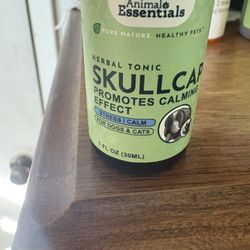 Animal Essentials
PURE NATURE, HEALTHY PETS
HERBAL TONIC
SKULLCAP
PROMOTES CALMING
EFFECT
STRESS | CALM
FOR DOGS & CATS
1 FL OZ (30ML)